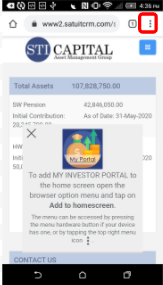 4:36 PM
www2.satuitcrm.com/s
STI CAPITAL
Asset Management Group
Total Assets 107,828,750.00
SW Pension 42,846,050.00
Initial Contribution: As of Date: 31-May-2020
My Portal
To add MY INVESTOR PORTAL to
the home screen open the
browser option menu and tap on
Add to homescreen.
The menu can be accessed by pressing
the menu hardware button if your device
has one, or by tapping the top right menu
icon
CONTACT US